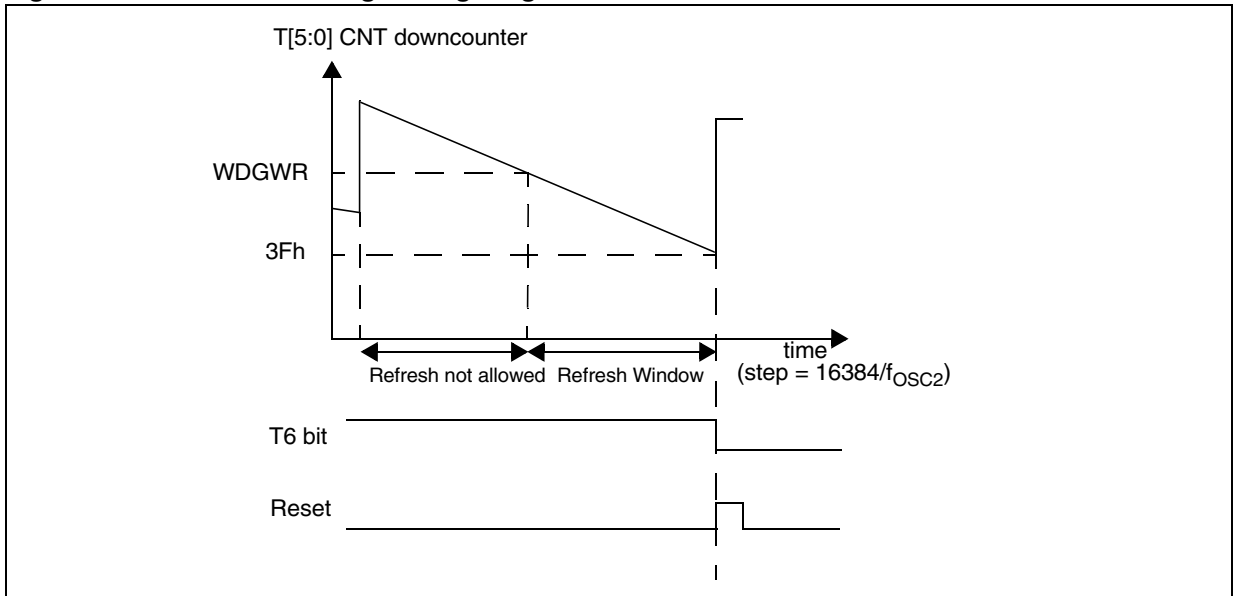 T[5:0] CNT downcounter
WDGWR
3Fh
time
Refresh not allowed Refresh Window (step = 16384/fOSC2)
T6 bit
Reset